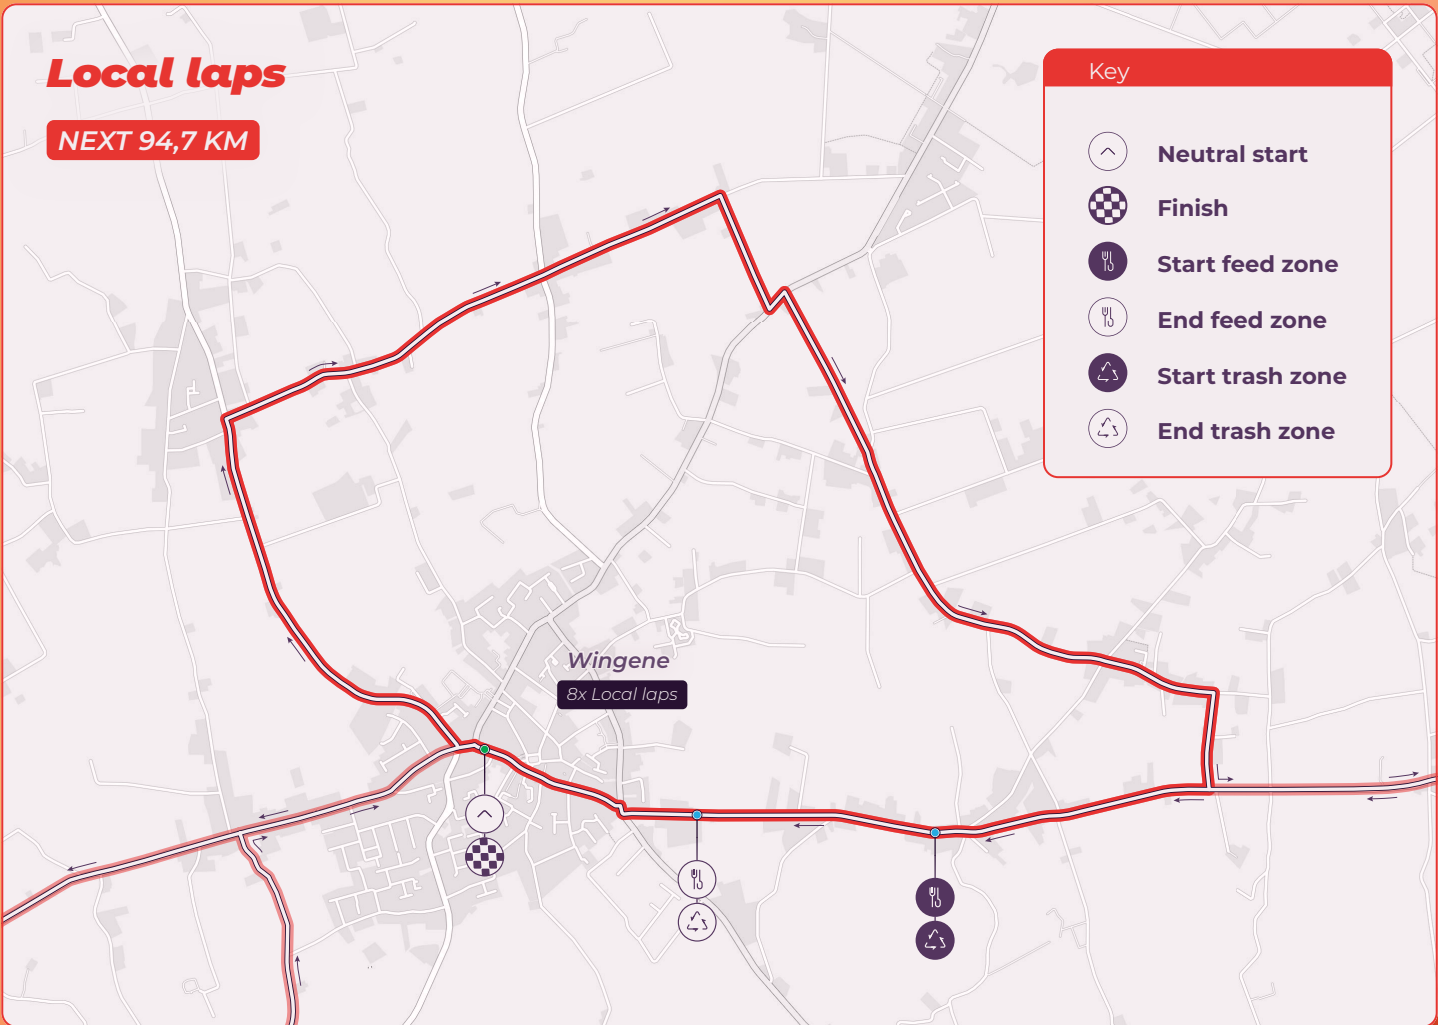 Local laps
NEXT 94,7 KM
Key
Neutral start
Finish
Start feed zone
End feed zone
Start trash zone
End trash zone
Wingene
8x Local laps